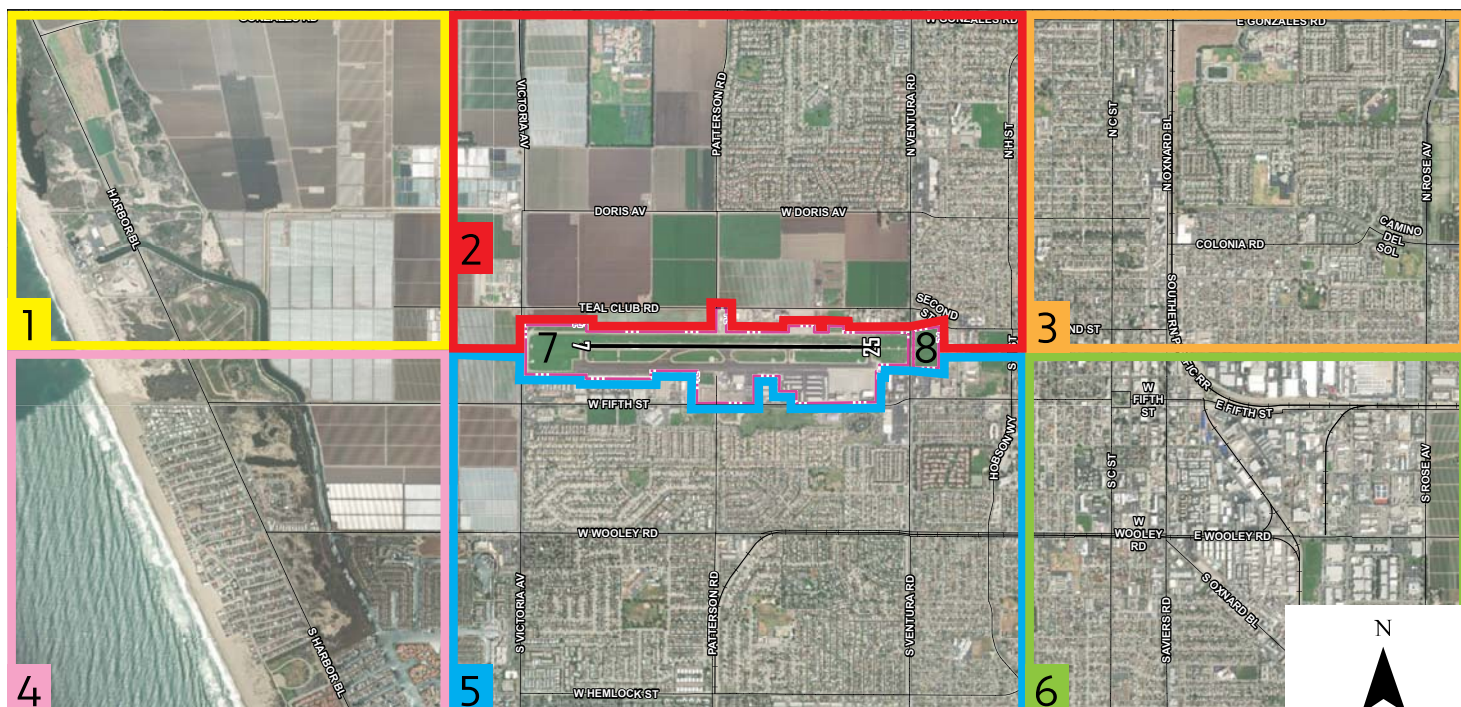 GONZALES RD
W GONZALES RD
E GONZALES RD
VICTORIA AV
PATTERSON RD
N VENTURA RD
N H ST
N C ST
N OXNARD BL
N ROSE AV
HARBOR BL
DORIS AV
W DORIS AV
COLONIA RD
CAMINO
DEL
SOL
1
2
3
TEAL CLUB RD
SECOND
ST
ND ST
SOUTHERN P
FIC RR
7
7
25
8
S
ST
W FIFTH ST
W
FIFTH
ST
E FIFTH ST
HOBSON WY
S C ST
S ROSE AV
W WOOLEY RD
W
WOOLEY
RD
E WOOLEY RD
S OXNARD BL
S VICTORIA AV
PATTERSON RD
S VENTURA RD
SAVIERS RD
S HARBOR BL
W HEMLOCK ST
N
4
5
6